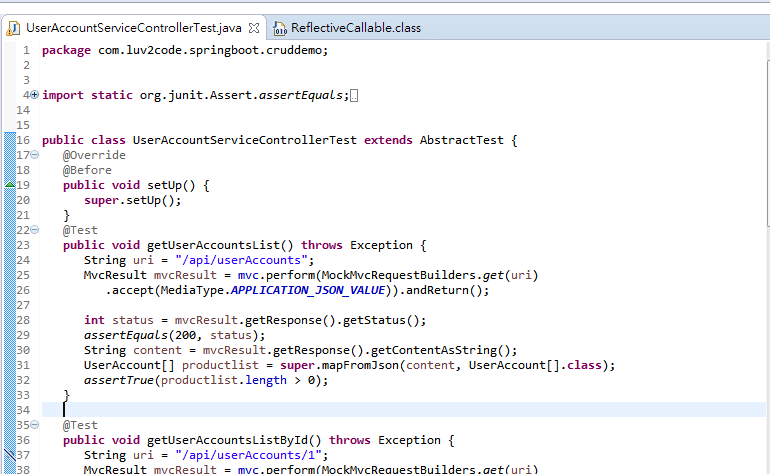 UserAccountServiceControllerTest.java ReflectiveCallable.class
1 package com.luv2code.springboot.cruddemo;
2
3
4 import static org.junit.Assert.assertEquals;
14
15
16 public class UserAccountServiceControllerTest extends AbstractTest {
17 @Override
18 @Before
19 public void setUp() {
20 super.setUp();
21 }
22 @Test
23 public void getUserAccountsList() throws Exception {
24 String uri = "/api/userAccounts";
25 MvcResult mvcResult = mvc.perform(MockMvcRequestBuilders.get(uri)
26 .accept(MediaType.APPLICATION_JSON_VALUE)).andReturn();
27
28 int status = mvcResult.getResponse().getStatus();
29 assertEquals(200, status);
30 String content = mvcResult.getResponse().getContentAsString();
31 UserAccount[] productlist = super.mapFromJson(content, UserAccount[].class);
32 assertTrue(productlist.length > 0);
33 }
34
35 @Test
36 public void getUserAccountsListById() throws Exception {
37 String uri = "/api/userAccounts/1";
38 MvcResult mvcResult = mvc.perform(MockMvcRequestBuilders.get(uri)